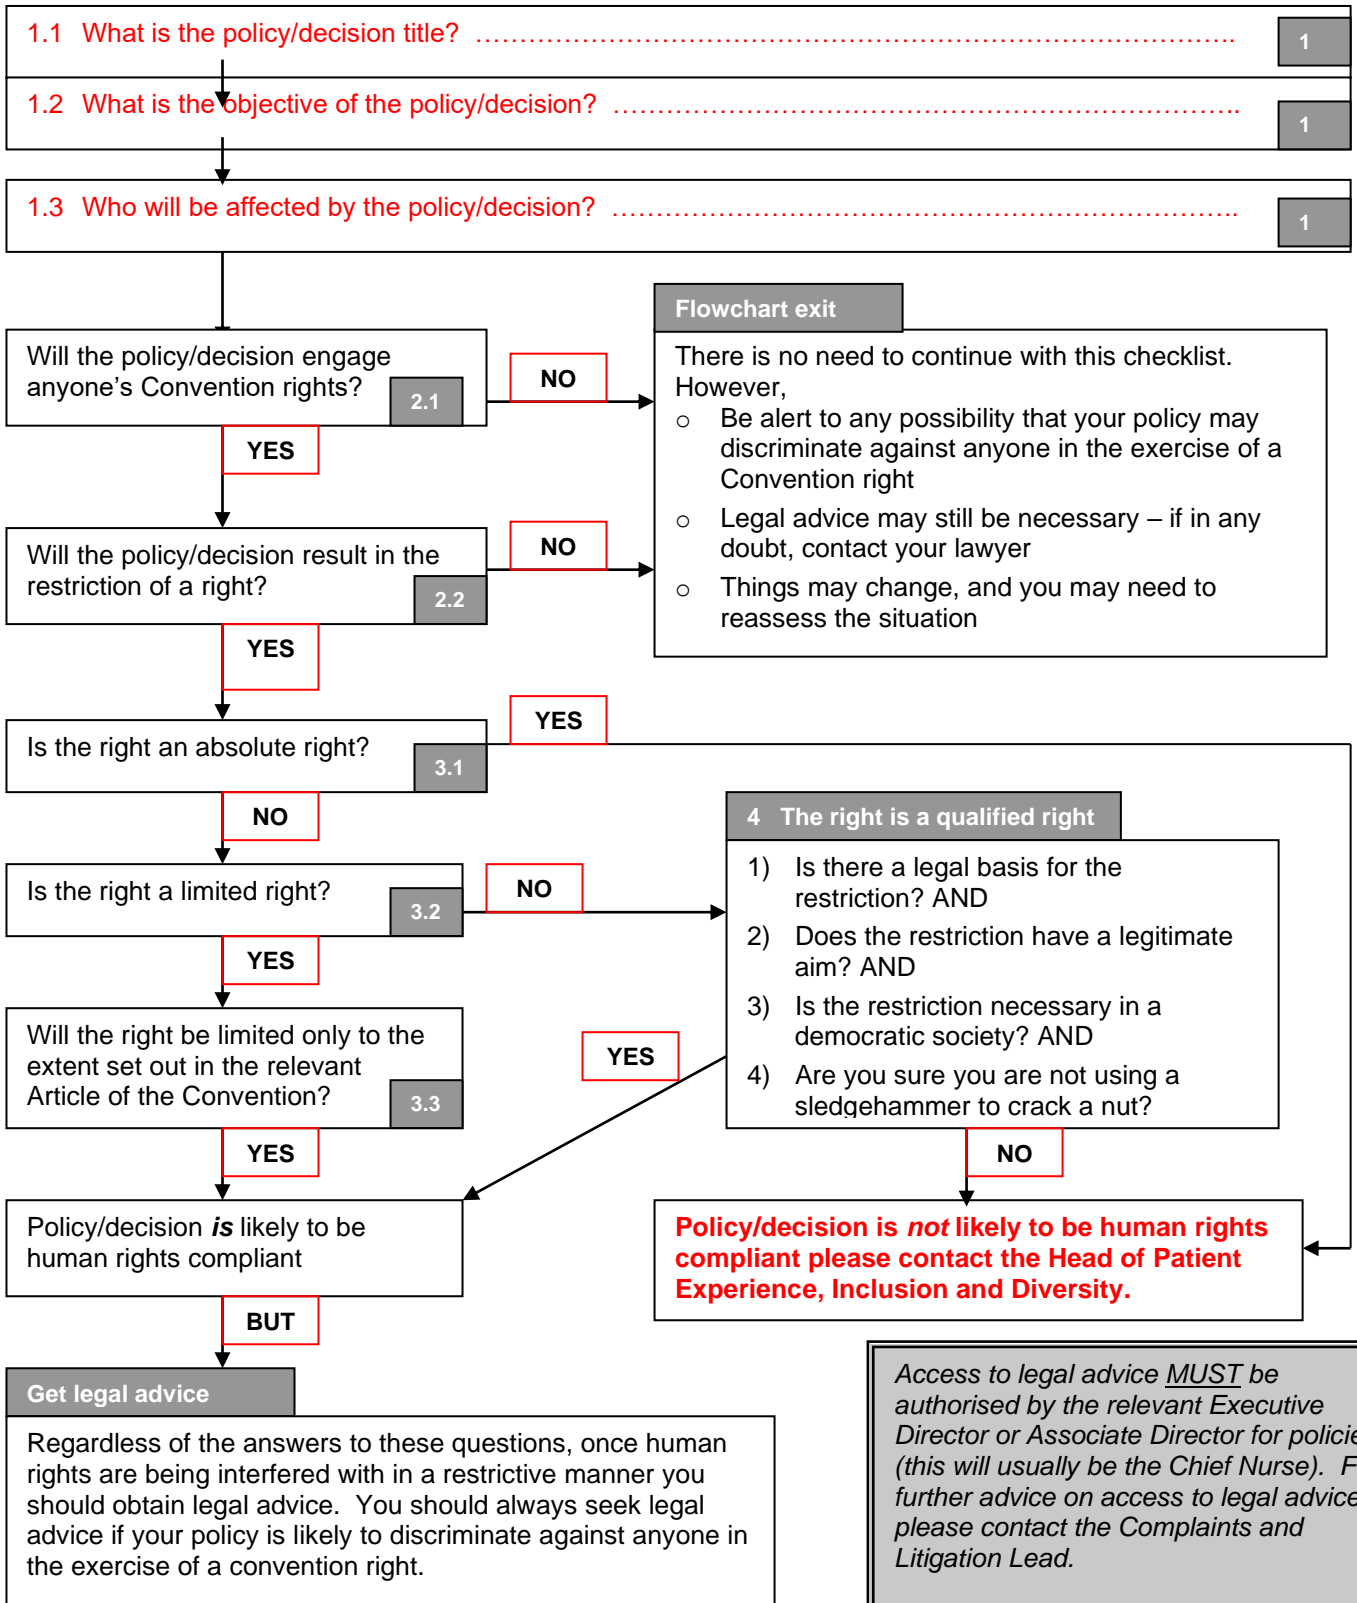 1.1 What is the policy/decision title? …………………………………………………………………………..
1
1.2 What is the objective of the policy/decision? ……………………………………………………………..
1
1.3 Who will be affected by the policy/decision? ……………………………………………………………..
1
Will the policy/decision engage
anyone’s Convention rights?
2.1
NO
YES
Flowchart exit
There is no need to continue with this checklist.
However,
o Be alert to any possibility that your policy may
discriminate against anyone in the exercise of a
Convention right
o Legal advice may still be necessary – if in any
doubt, contact your lawyer
o Things may change, and you may need to
reassess the situation
Will the policy/decision result in the
restriction of a right?
2.2
NO
YES
Is the right an absolute right?
3.1
YES
NO
Is the right a limited right?
3.2
NO
YES
4 The right is a qualified right
1) Is there a legal basis for the
restriction? AND
2) Does the restriction have a legitimate
aim? AND
3) Is the restriction necessary in a
democratic society? AND
4) Are you sure you are not using a
sledgehammer to crack a nut?
YES
NO
Will the right be limited only to the
extent set out in the relevant
Article of the Convention?
3.3
YES
Policy/decision is likely to be
human rights compliant
Policy/decision is not likely to be human rights
compliant please contact the Head of Patient
Experience, Inclusion and Diversity.
BUT
Get legal advice
Regardless of the answers to these questions, once human
rights are being interfered with in a restrictive manner you
should obtain legal advice. You should always seek legal
advice if your policy is likely to discriminate against anyone in
the exercise of a convention right.
Access to legal advice MUST be
authorised by the relevant Executive
Director or Associate Director for policie
(this will usually be the Chief Nurse). F
further advice on access to legal advice
please contact the Complaints and
Litigation Lead.